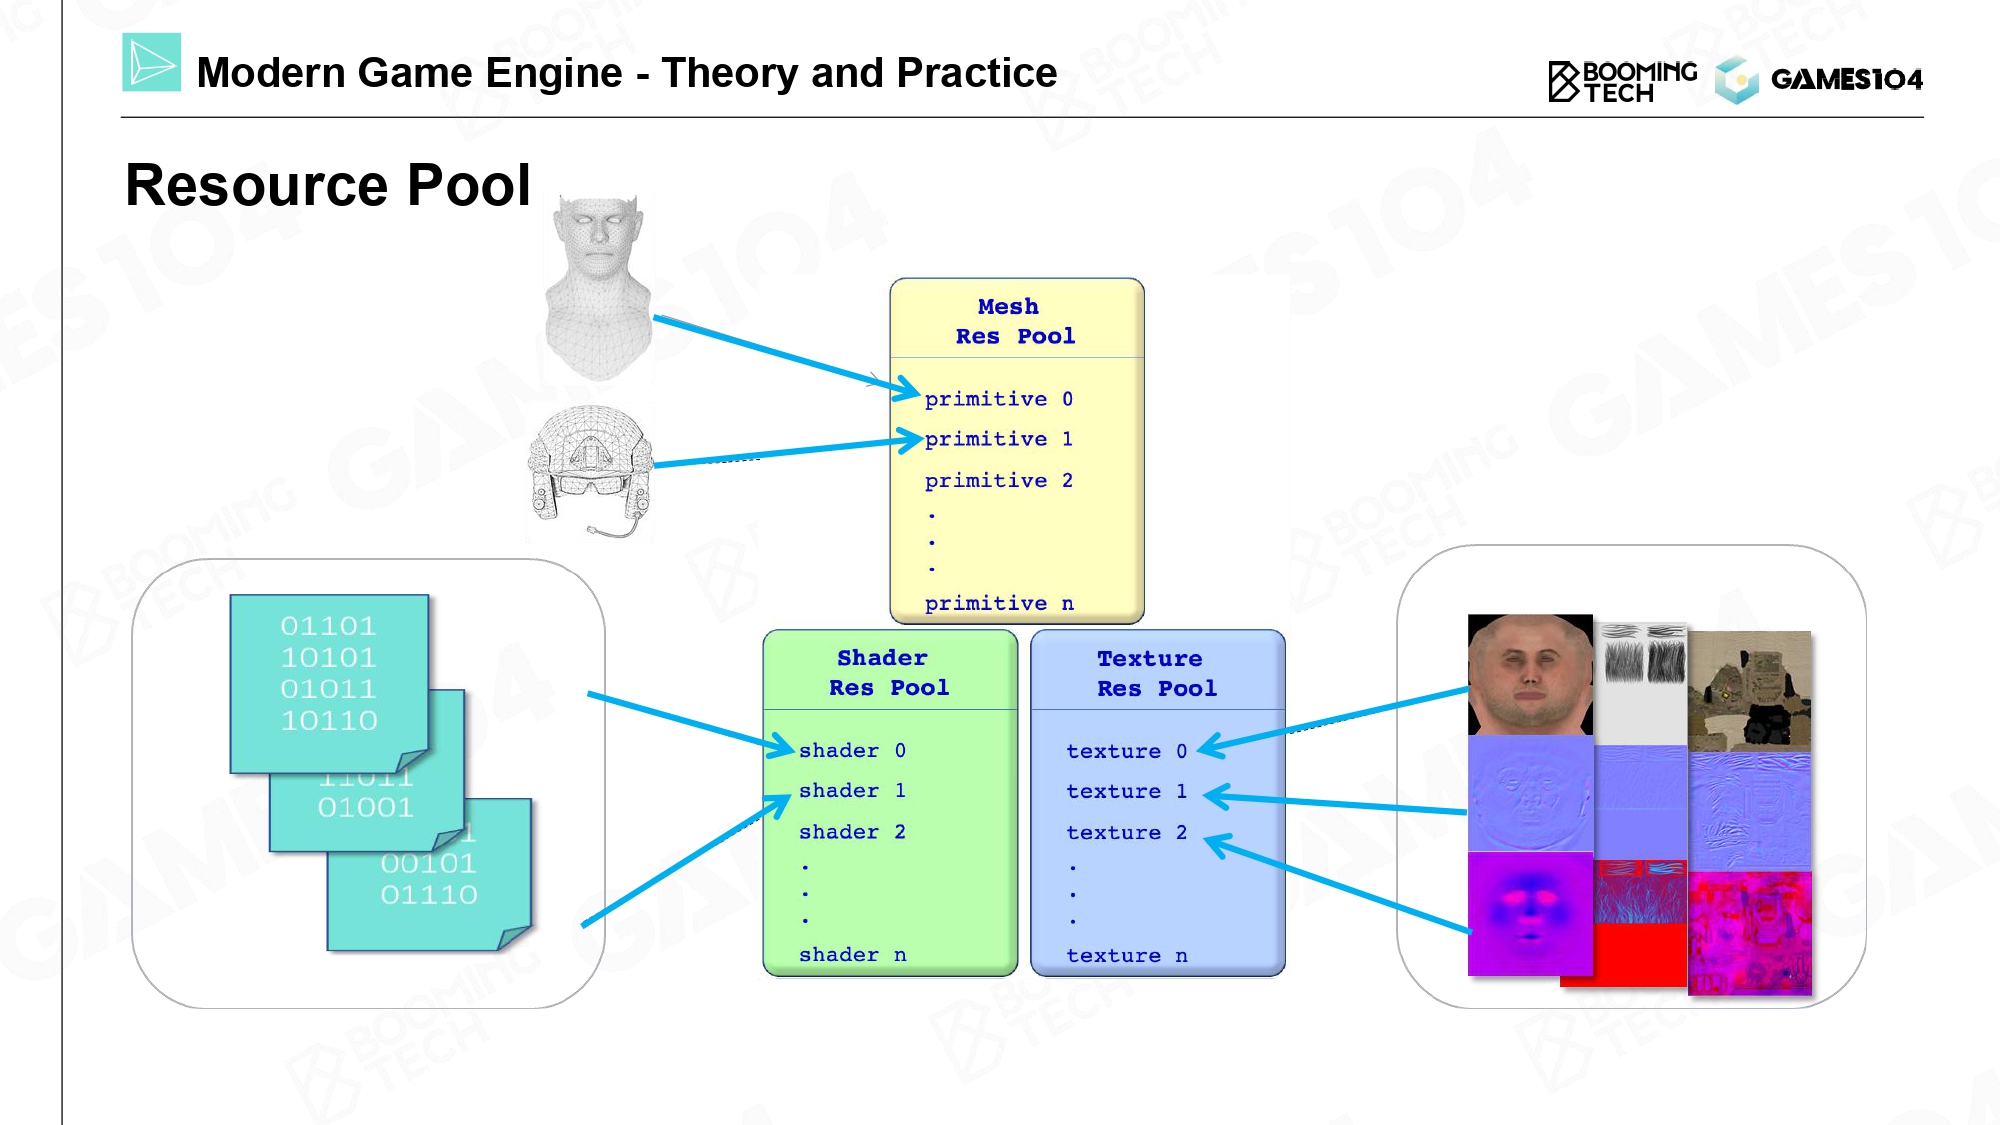 Modern Game Engine - Theory and Practice
BOOMING
TECH
GAMES104
Resource Pool
Mesh
Res Pool
primitive 0
primitive 1
primitive 2
.
.
.
primitive n
01101
10101
01011
10110
11011
01001
1
00101
01110
Shader
Res Pool
shader 0
shader 1
shader 2
.
.
.
shader n
Texture
Res Pool
texture 0
texture 1
texture 2
.
.
.
texture n